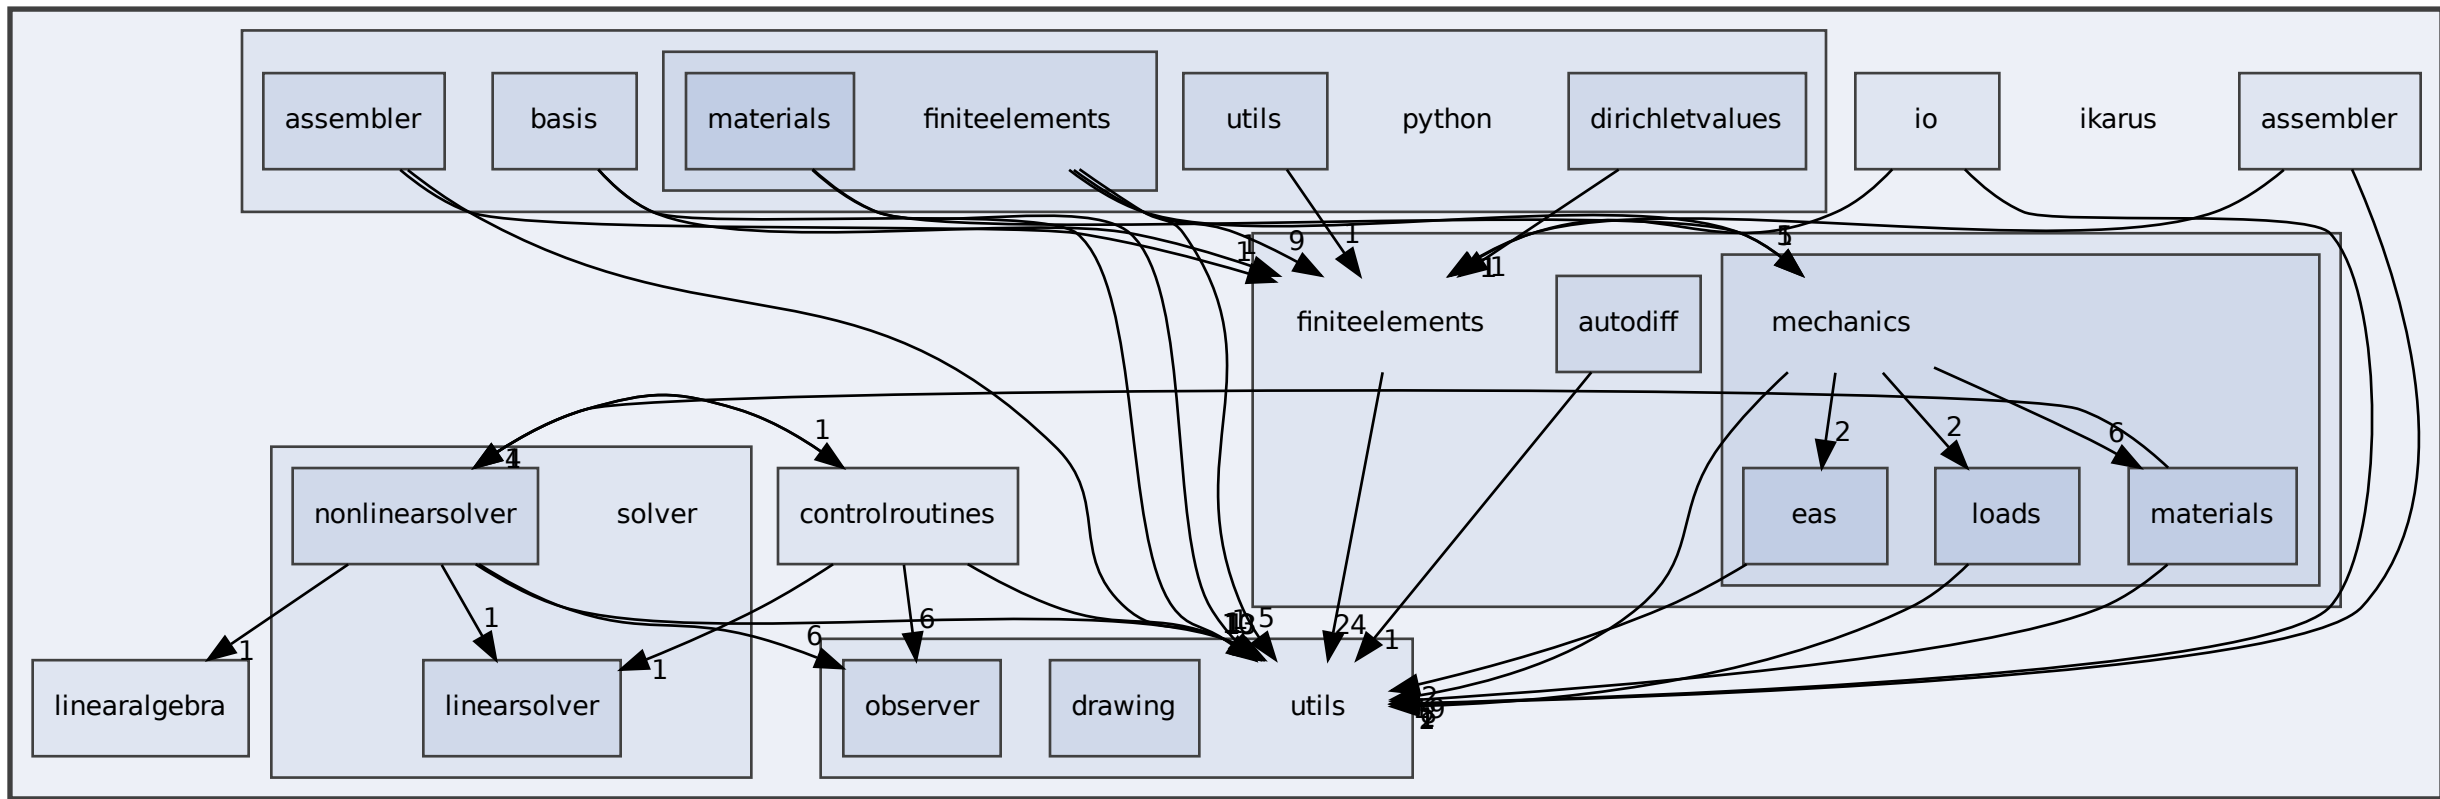 assembler
basis
materials
finiteelements
utils
python
dirichletvalues
io
ikarus
assembler
1
9
1
1
5
finiteelements
autodiff
mechanics
1
2
2
6
nonlinearsolver
solver
controlroutines
eas
loads
materials
1
1
6
6
5
24
1
1
linearalgebra
linearsolver
observer
drawing
utils